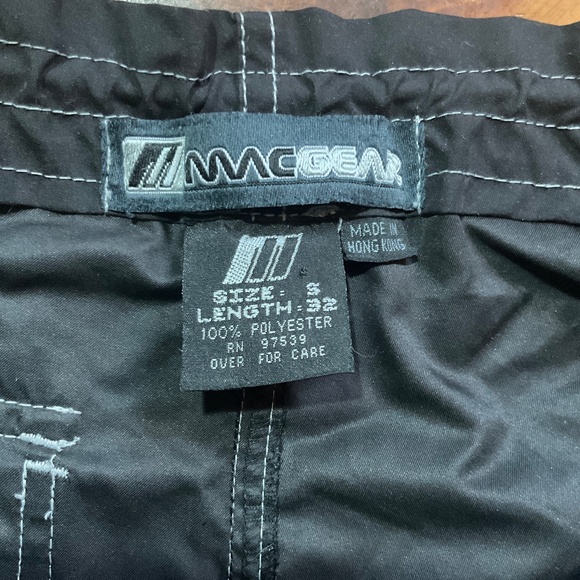 MACGEAR
MADE IN
HONG KONG
SIZE: S
LENGTH: 32
100% POLYESTER
RN 97539
OVER FOR CARE